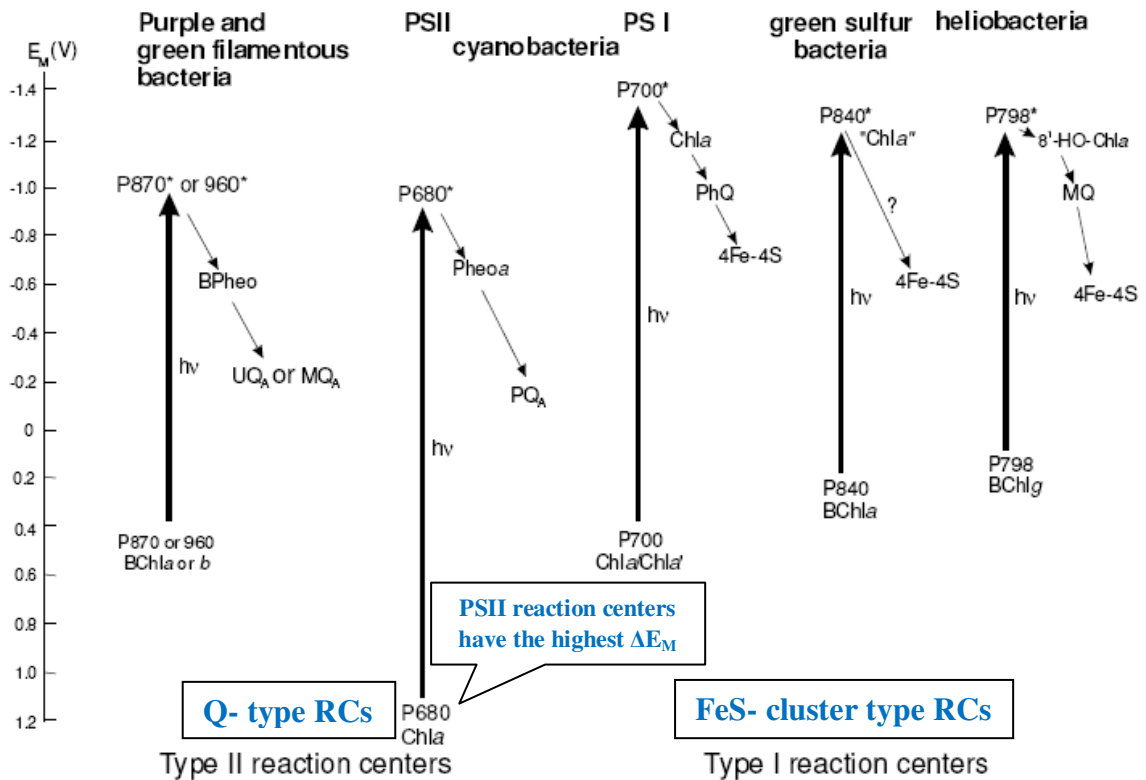 Purple and
green filamentous
bacteria
PSII
cyanobacteria
PS I
green sulfur
bacteria
heliobacteria
E_M (V)
-1.4
-1.2
-1.0
-0.8
-0.6
-0.4
-0.2
0
0.2
0.4
0.6
0.8
1.0
1.2
P870* or 960*
BPheo
UQ_A or MQ_A
hν
P870 or 960
BChla or b
P680*
Pheoa
PQ_A
hν
P680
Chla
P700*
Chla
PhQ
4Fe-4S
hν
P700
Chla/Chla'
P840*
"Chla"
?
4Fe-4S
hν
P840
BChla
P798*
8'-HO-Chla
MQ
4Fe-4S
hν
P798
BChlg
PSII reaction centers
have the highest ΔE_M
Q- type RCs
FeS- cluster type RCs
Type II reaction centers
Type I reaction centers